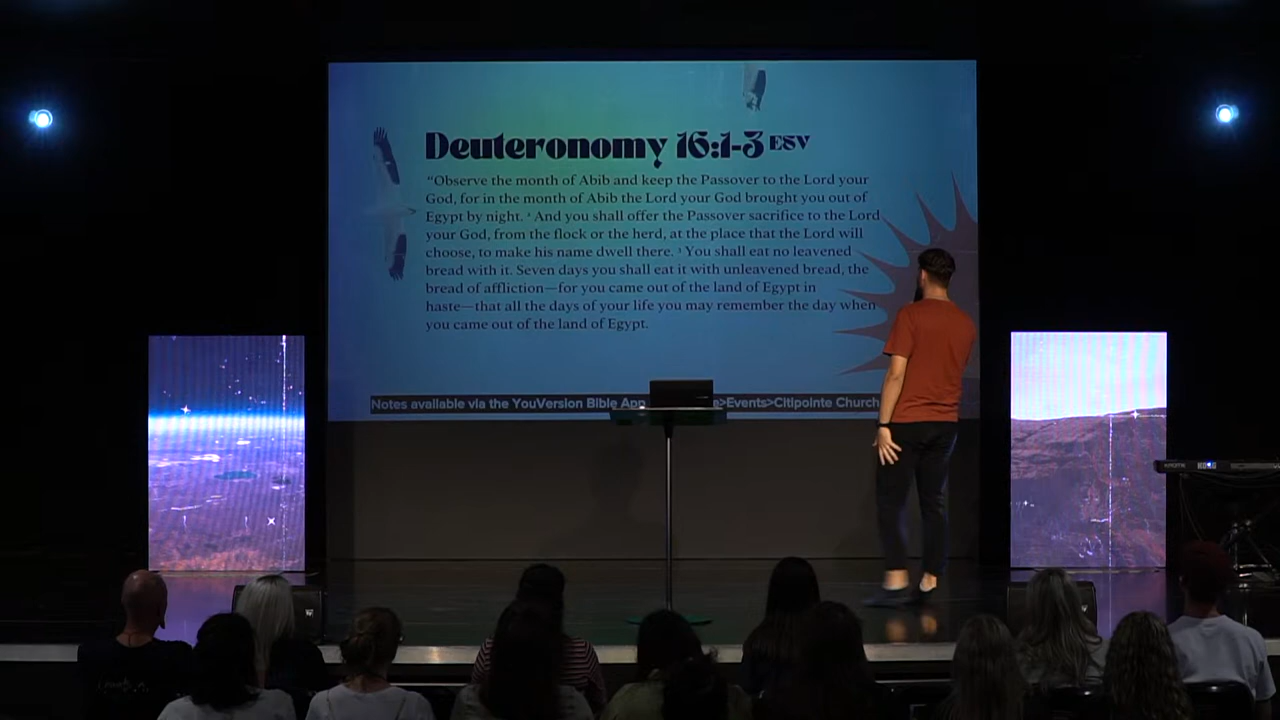 Deuteronomy 16:1-3 ESV
“Observe the month of Abib and keep the Passover to the Lord your
God, for in the month of Abib the Lord your God brought you out of
Egypt by night. ² And you shall offer the Passover sacrifice to the Lord
your God, from the flock or the herd, at the place that the Lord will
choose, to make his name dwell there. ³ You shall eat no leavened
bread with it. Seven days you shall eat it with unleavened bread, the
bread of affliction—for you came out of the land of Egypt in
haste—that all the days of your life you may remember the day when
you came out of the land of Egypt.
Notes available via the YouVersion Bible App >Events>Citipointe Church